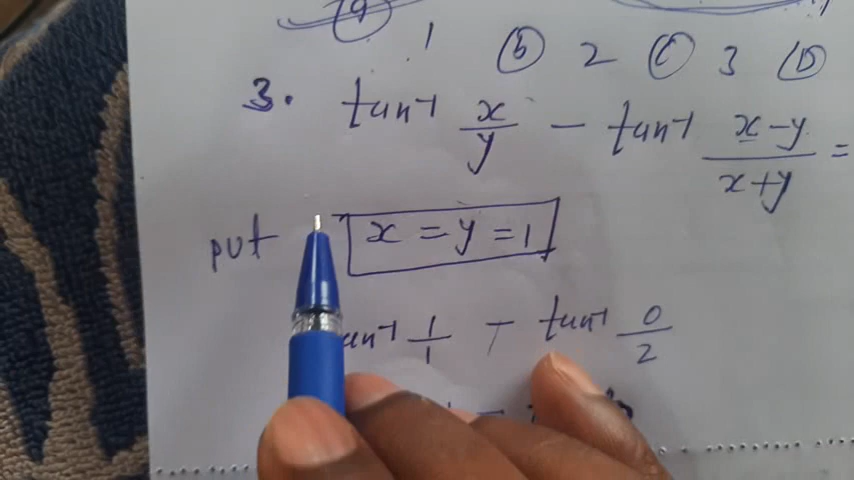 (a) 1 (b) 2 (c) 3 (D)
3. tan-1 x/y - tan-1 x-y/x+y =
put x = y = 1
tan-1 1/1 - tan-1 0/2